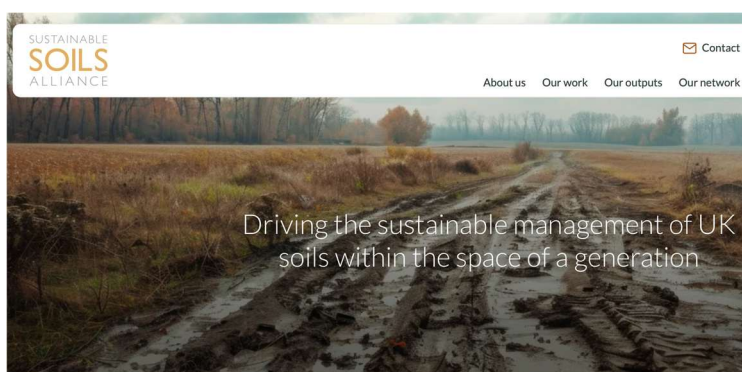 SUSTAINABLE
SOILS
ALLIANCE
Contact
About us Our work Our outputs Our network
Driving the sustainable management of UK
soils within the space of a generation